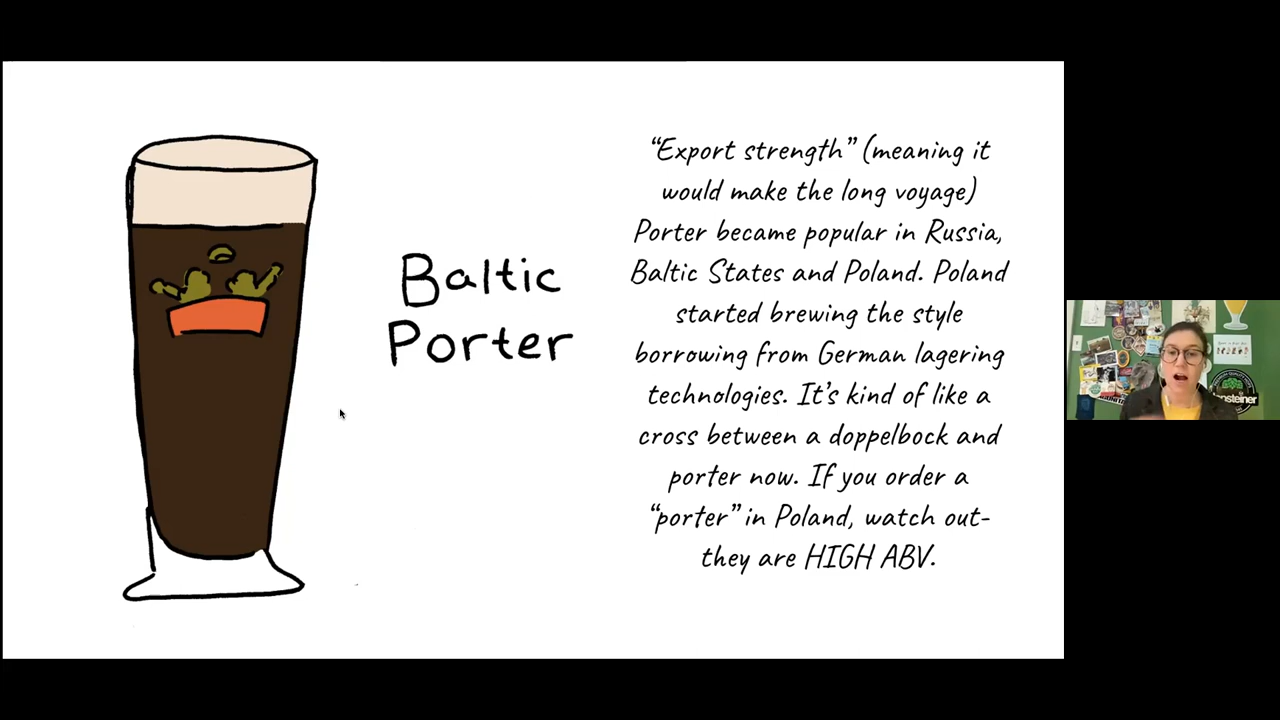 Baltic
Porter
“Export strength” (meaning it
would make the long voyage)
Porter became popular in Russia,
Baltic States and Poland. Poland
started brewing the style
borrowing from German lagering
technologies. It’s kind of like a
cross between a doppelbock and
porter now. If you order a
“porter” in Poland, watch out-
they are HIGH ABV.